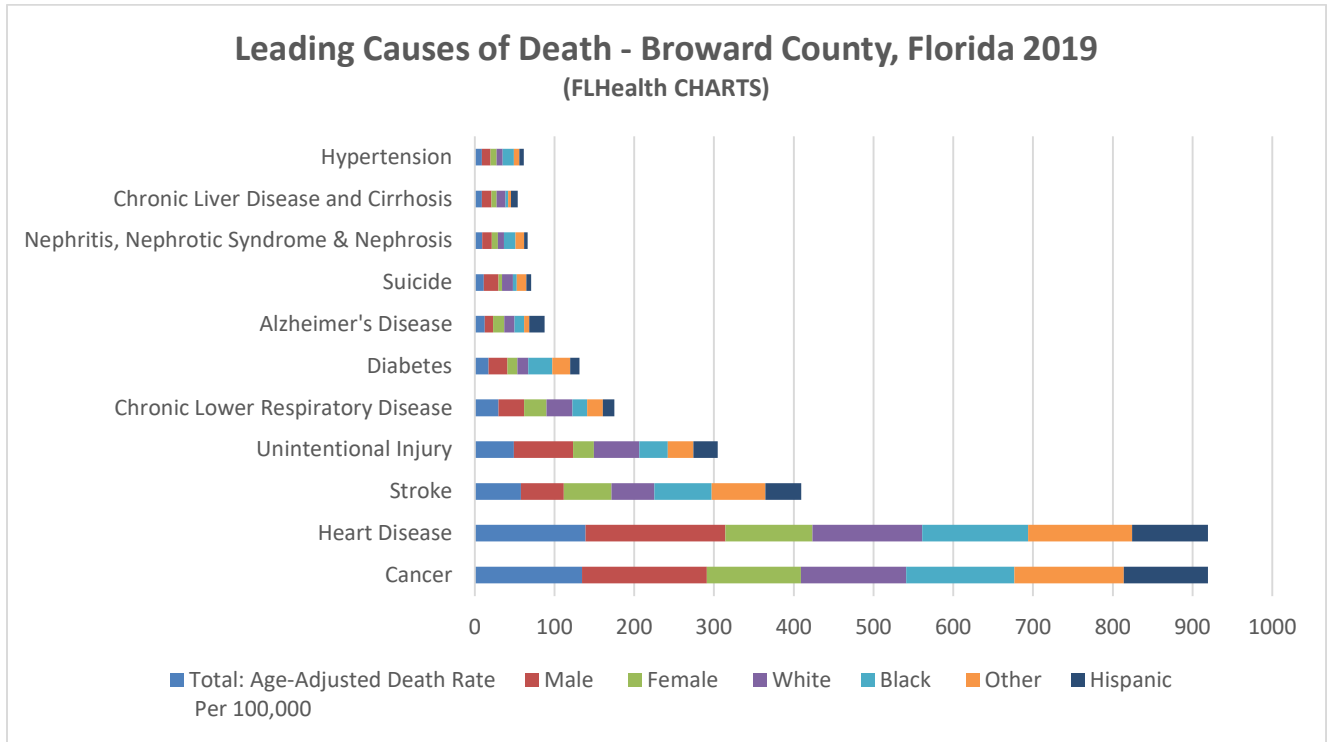 Leading Causes of Death - Broward County, Florida 2019
(FLHealth CHARTS)
Hypertension
Chronic Liver Disease and Cirrhosis
Nephritis, Nephrotic Syndrome & Nephrosis
Suicide
Alzheimer's Disease
Diabetes
Chronic Lower Respiratory Disease
Unintentional Injury
Stroke
Heart Disease
Cancer
0 100 200 300 400 500 600 700 800 900 1000
Total: Age-Adjusted Death Rate Male Female White Black Other Hispanic
Per 100,000